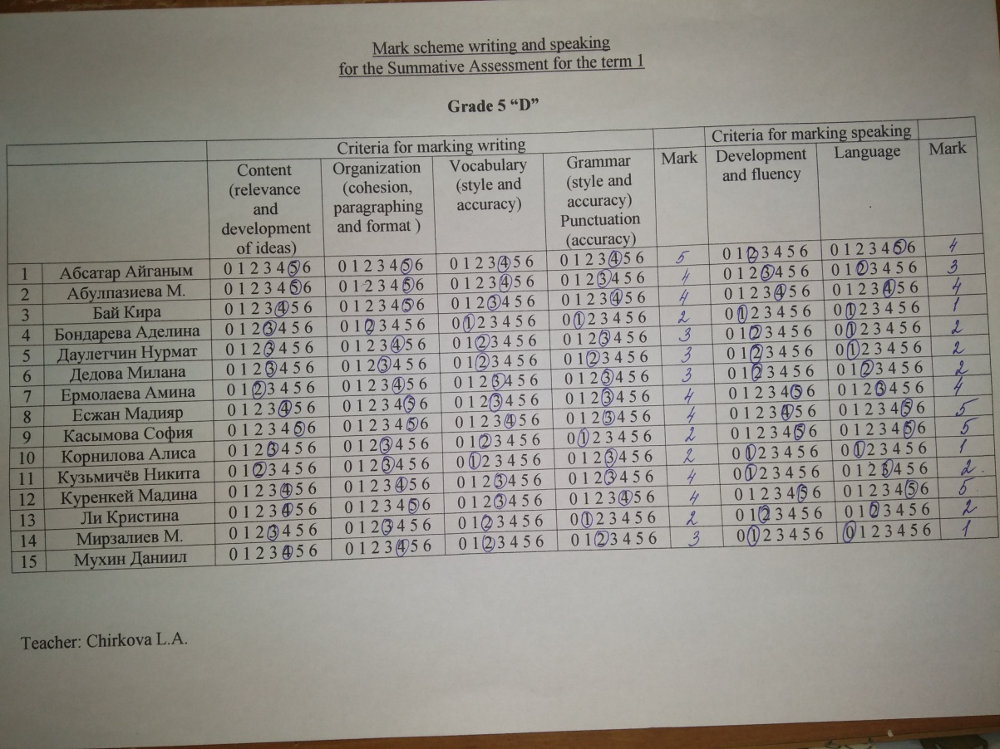 Mark scheme writing and speaking
for the Summative Assessment for the term 1
Grade 5 “D”
Criteria for marking writing Criteria for marking speaking
Content (relevance and development of ideas) Organization (cohesion, paragraphing and format ) Vocabulary (style and accuracy) Grammar (style and accuracy) Punctuation (accuracy) Mark Development and fluency Language Mark
1 Абсатар Айганым 0 1 2 3 4 5 6 0 1 2 3 4 5 6 0 1 2 3 4 5 6 0 1 2 3 4 5 6 5 0 1 2 3 4 5 6 0 1 2 3 4 5 6 4
2 Абулпазиева М. 0 1 2 3 4 5 6 0 1 2 3 4 5 6 0 1 2 3 4 5 6 0 1 2 3 4 5 6 4 0 1 2 3 4 5 6 0 1 2 3 4 5 6 3
3 Бай Кира 0 1 2 3 4 5 6 0 1 2 3 4 5 6 0 1 2 3 4 5 6 0 1 2 3 4 5 6 4 0 1 2 3 4 5 6 0 1 2 3 4 5 6 4
4 Бондарева Аделина 0 1 2 3 4 5 6 0 1 2 3 4 5 6 0 1 2 3 4 5 6 0 1 2 3 4 5 6 2 0 1 2 3 4 5 6 0 1 2 3 4 5 6 1
5 Даулетчин Нурмат 0 1 2 3 4 5 6 0 1 2 3 4 5 6 0 1 2 3 4 5 6 0 1 2 3 4 5 6 3 0 1 2 3 4 5 6 0 1 2 3 4 5 6 2
6 Дедова Милана 0 1 2 3 4 5 6 0 1 2 3 4 5 6 0 1 2 3 4 5 6 0 1 2 3 4 5 6 3 0 1 2 3 4 5 6 0 1 2 3 4 5 6 2
7 Ермолаева Амина 0 1 2 3 4 5 6 0 1 2 3 4 5 6 0 1 2 3 4 5 6 0 1 2 3 4 5 6 3 0 1 2 3 4 5 6 0 1 2 3 4 5 6 2
8 Есжан Мадияр 0 1 2 3 4 5 6 0 1 2 3 4 5 6 0 1 2 3 4 5 6 0 1 2 3 4 5 6 4 0 1 2 3 4 5 6 0 1 2 3 4 5 6 4
9 Касымова София 0 1 2 3 4 5 6 0 1 2 3 4 5 6 0 1 2 3 4 5 6 0 1 2 3 4 5 6 4 0 1 2 3 4 5 6 0 1 2 3 4 5 6 5
10 Корнилова Алиса 0 1 2 3 4 5 6 0 1 2 3 4 5 6 0 1 2 3 4 5 6 0 1 2 3 4 5 6 2 0 1 2 3 4 5 6 0 1 2 3 4 5 6 5
11 Кузьмичёв Никита 0 1 2 3 4 5 6 0 1 2 3 4 5 6 0 1 2 3 4 5 6 0 1 2 3 4 5 6 2 0 1 2 3 4 5 6 0 1 2 3 4 5 6 1
12 Куренкей Мадина 0 1 2 3 4 5 6 0 1 2 3 4 5 6 0 1 2 3 4 5 6 0 1 2 3 4 5 6 4 0 1 2 3 4 5 6 0 1 2 3 4 5 6 2
13 Ли Кристина 0 1 2 3 4 5 6 0 1 2 3 4 5 6 0 1 2 3 4 5 6 0 1 2 3 4 5 6 4 0 1 2 3 4 5 6 0 1 2 3 4 5 6 5
14 Мирзалиев М. 0 1 2 3 4 5 6 0 1 2 3 4 5 6 0 1 2 3 4 5 6 0 1 2 3 4 5 6 2 0 1 2 3 4 5 6 0 1 2 3 4 5 6 2
15 Мухин Даниил 0 1 2 3 4 5 6 0 1 2 3 4 5 6 0 1 2 3 4 5 6 0 1 2 3 4 5 6 3 0 1 2 3 4 5 6 0 1 2 3 4 5 6 1
Teacher: Chirkova L.A.